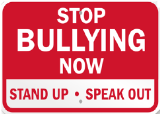 STOP
BULLYING
NOW
STAND UP • SPEAK OUT